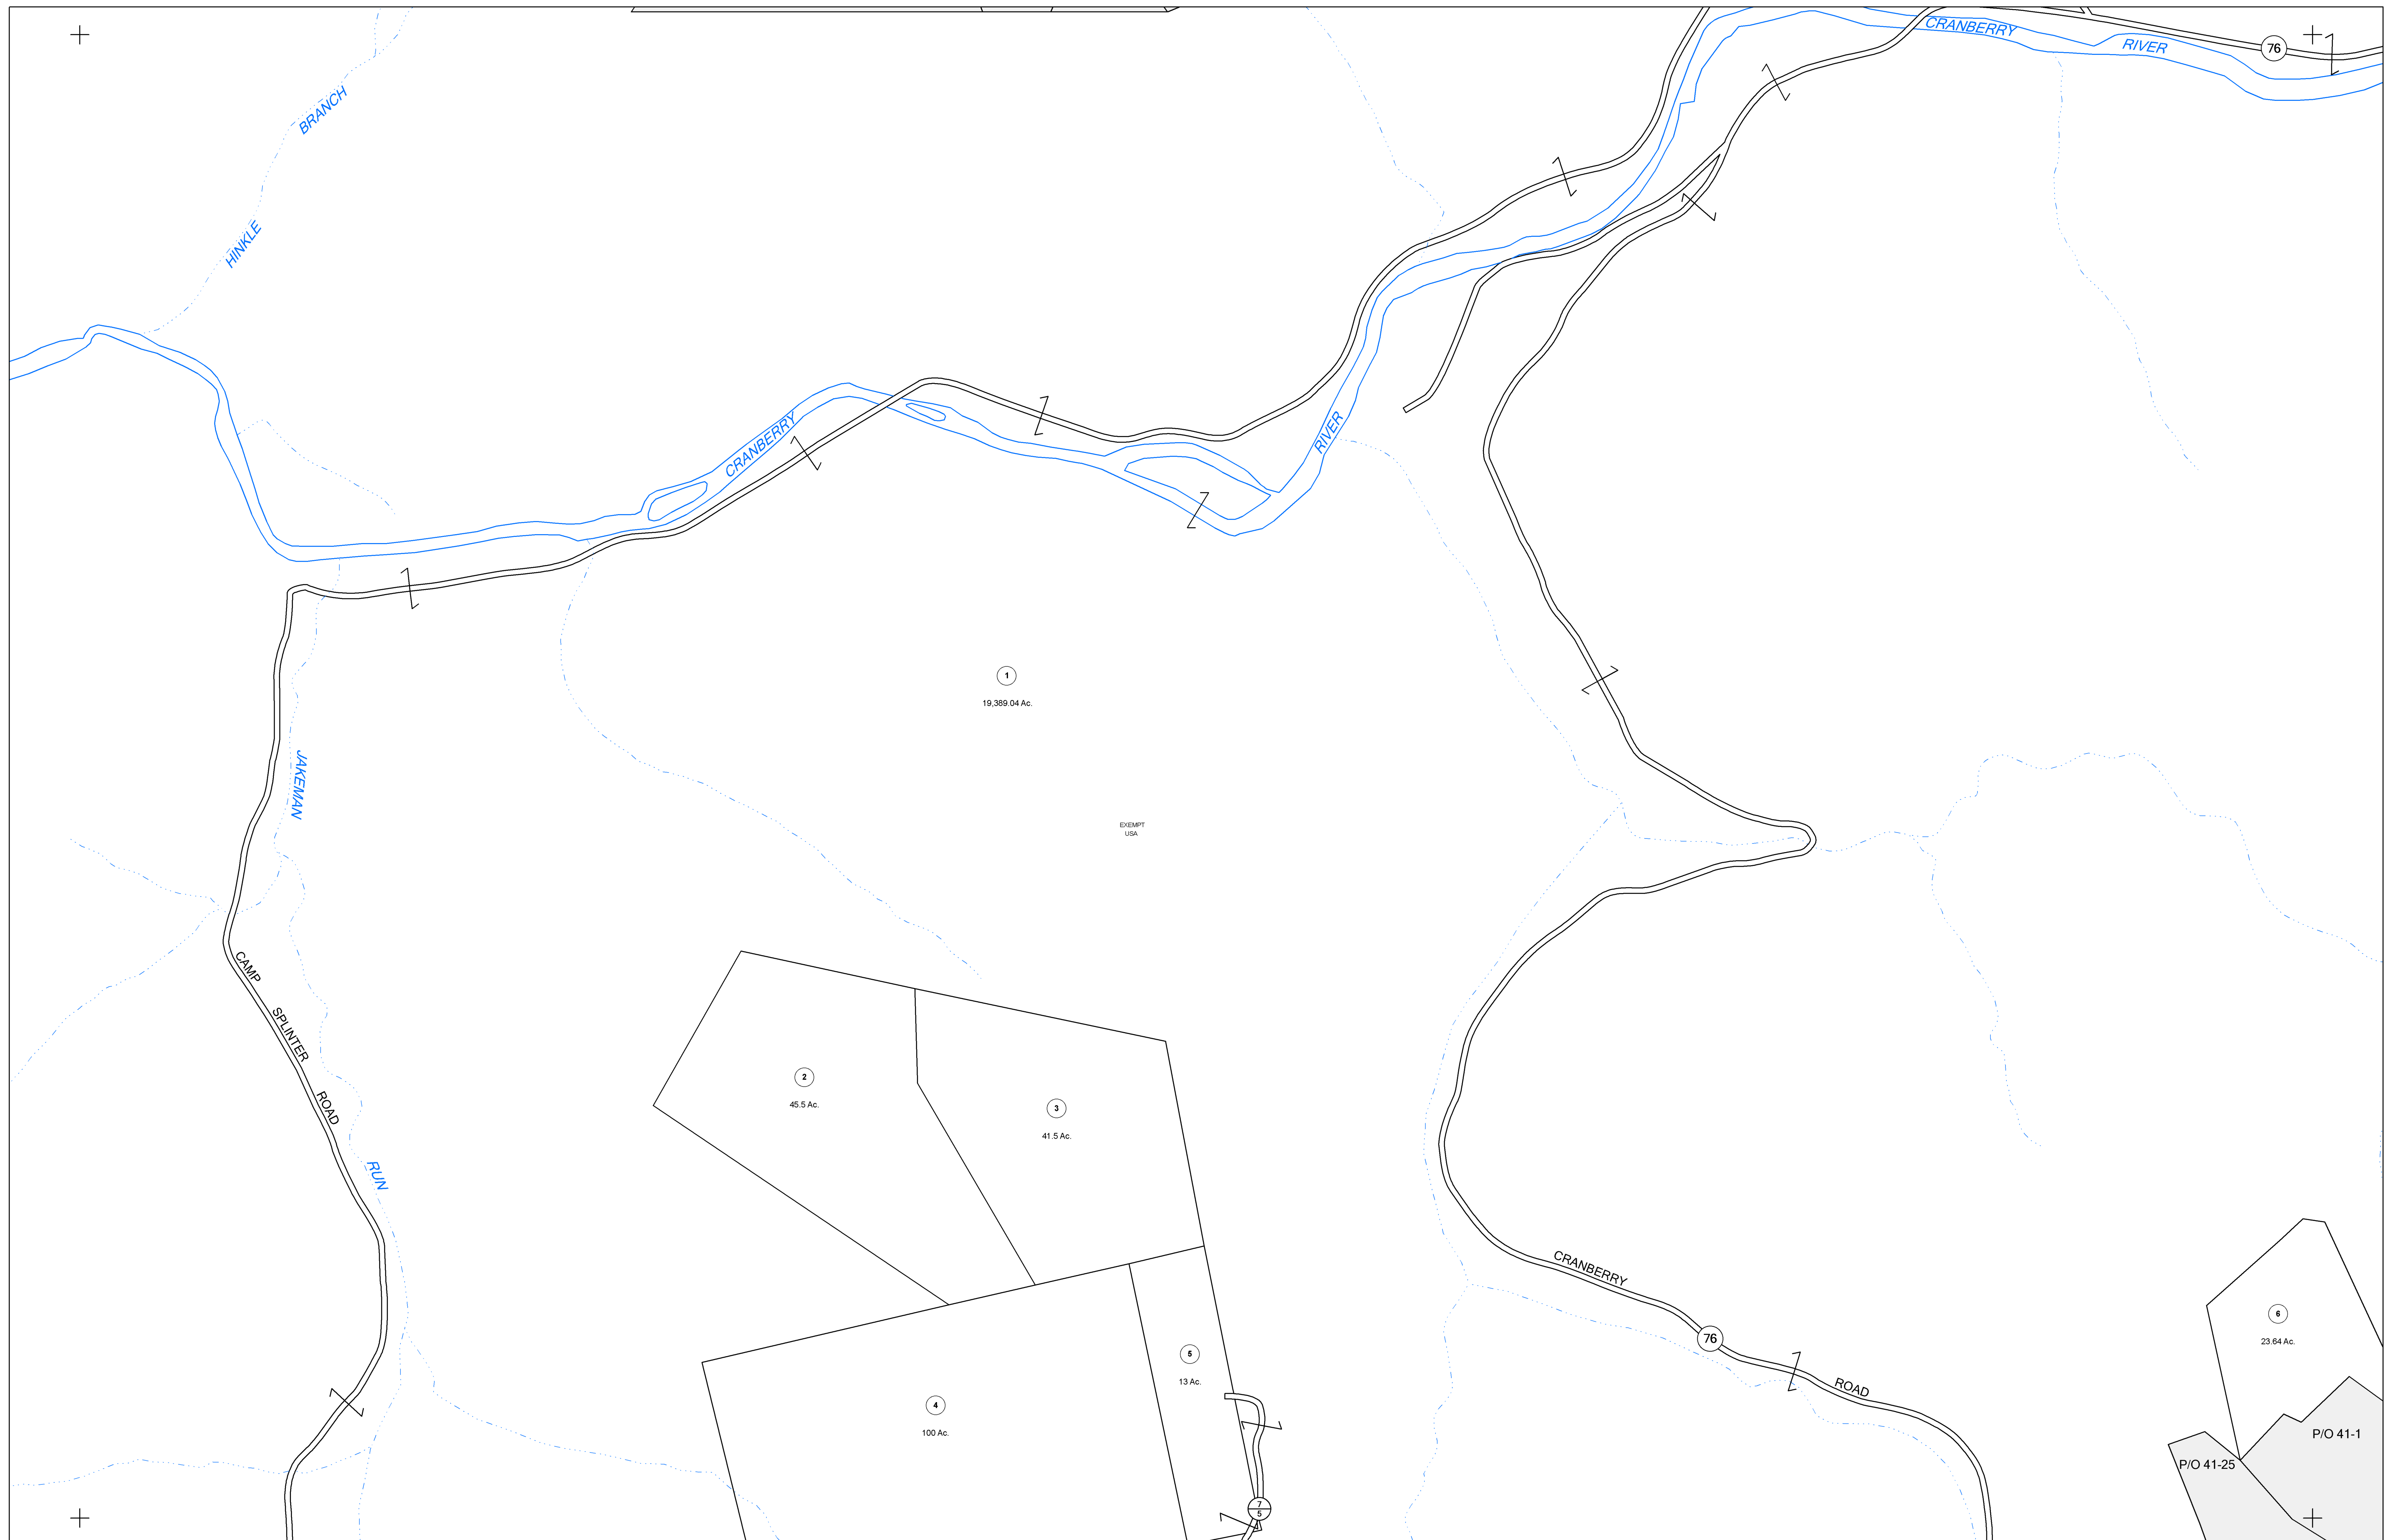 CRANBERRY
RIVER
76
BRANCH
HINKLE
CRANBERRY
RIVER
1
19,389.04 Ac.
JAKEMAN
EXEMPT
USA
CAMP
SPLINTER
ROAD
RUN
2
45.5 Ac.
3
41.5 Ac.
CRANBERRY
76
ROAD
5
13 Ac.
4
100 Ac.
6
23.64 Ac.
P/O 41-1
P/O 41-25
7
5